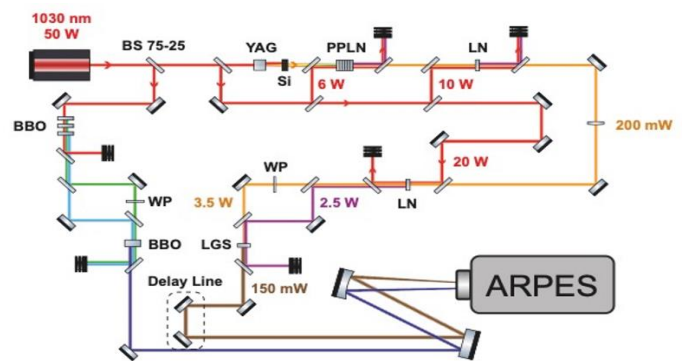 1030 nm
50 W
BS 75-25
YAG
Si
PPLN
LN
6 W
10 W
BBO
200 mW
20 W
WP
LN
3.5 W
2.5 W
WP
BBO
LGS
Delay Line
150 mW
ARPES